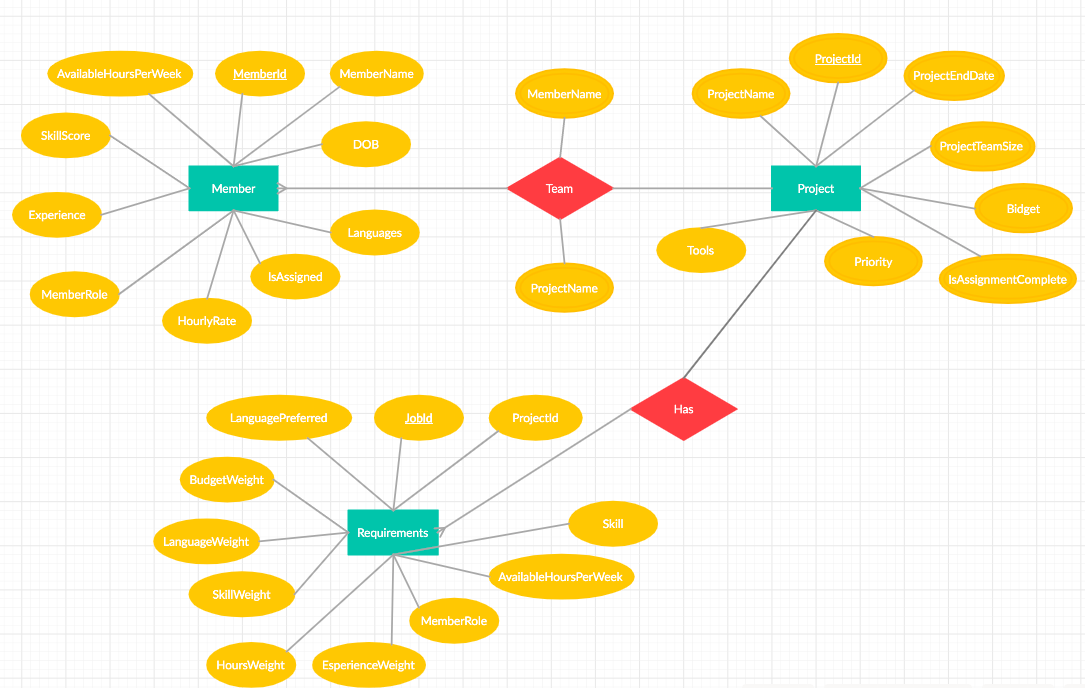 ProjectId
AvailableHoursPerWeek
MemberId
MemberName
ProjectEndDate
MemberName
ProjectName
SkillScore
DOB
ProjectTeamSize
Member
Team
Project
Experience
Bidget
Languages
Tools
Priority
IsAssigned
IsAssignmentComplete
MemberRole
ProjectName
HourlyRate
Has
LanguagePreferred
JobId
ProjectId
BudgetWeight
Skill
Requirements
LanguageWeight
AvailableHoursPerWeek
SkillWeight
MemberRole
HoursWeight
EsperienceWeight